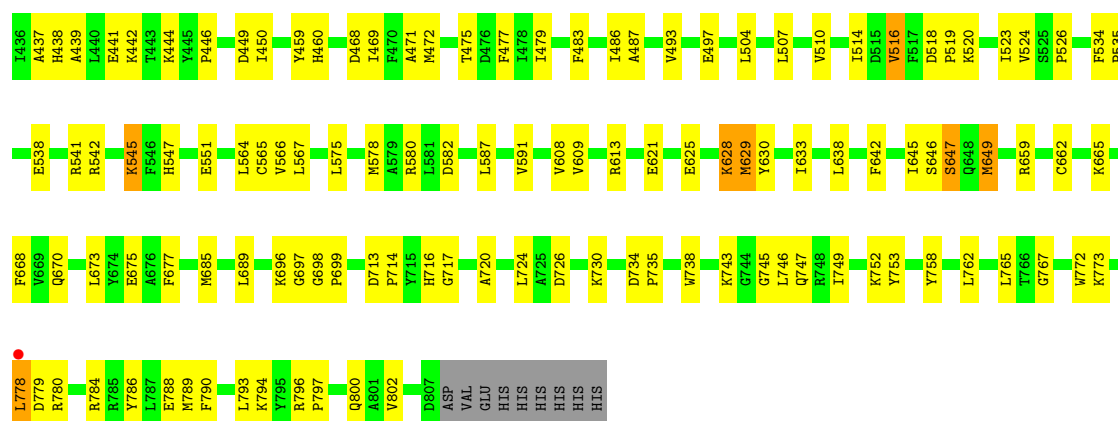 I436 A437 H438 A439 L440 E441 K442 T443 K444 Y445 P446 D449 I450 Y459 H460 D468 I469 F470 A471 M472 T475 D476 F477 I478 I479 F483 I486 A487 V493 E497 L504 L507 V510 I514 D515 V516 F517 D518 P519 K520 I523 V524 S525 P526 F534 P535
E538 R541 R542 K545 F546 H547 E551 L564 C565 V566 L567 L575 M578 A579 R580 L581 D582 L587 V591 V608 V609 R613 E621 E625 K628 M629 Y630 I633 L638 F642 I645 S646 S647 Q648 M649 R659 C662 K665
F668 V669 Q670 L673 Y674 E675 A676 F677 M685 L689 K696 G697 G698 P699 D713 P714 Y715 H716 G717 A720 L724 A725 D726 K730 D734 P735 W738 K743 G744 G745 L746 Q747 R748 I749 K752 Y753 Y758 L762 L765 T766 G767 W772 K773
L778 D779 R780 R784 R785 Y786 L787 E788 M789 F790 L793 K794 Y795 R796 P797 Q800 A801 V802 D807 ASP VAL GLU HIS HIS HIS HIS HIS HIS